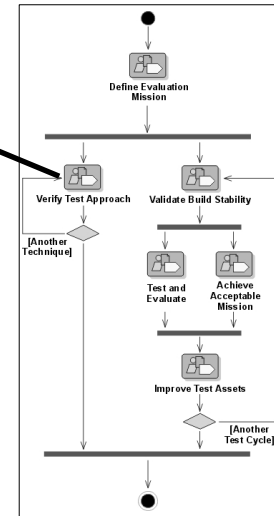 Define Evaluation
Mission
Verify Test Approach
Validate Build Stability
[Another
Technique]
Test and
Evaluate
Achieve
Acceptable
Mission
Improve Test Assets
[Another
Test Cycle]